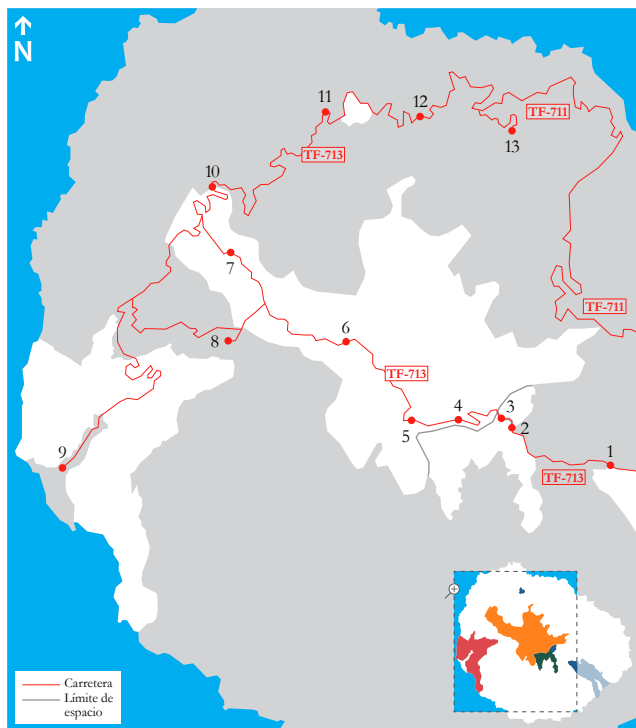 N
11
12
TF-711
13
TF-713
10
7
TF-711
8
6
TF-713
3
4
5
2
9
1
TF-713
Carretera
Límite de
espacio